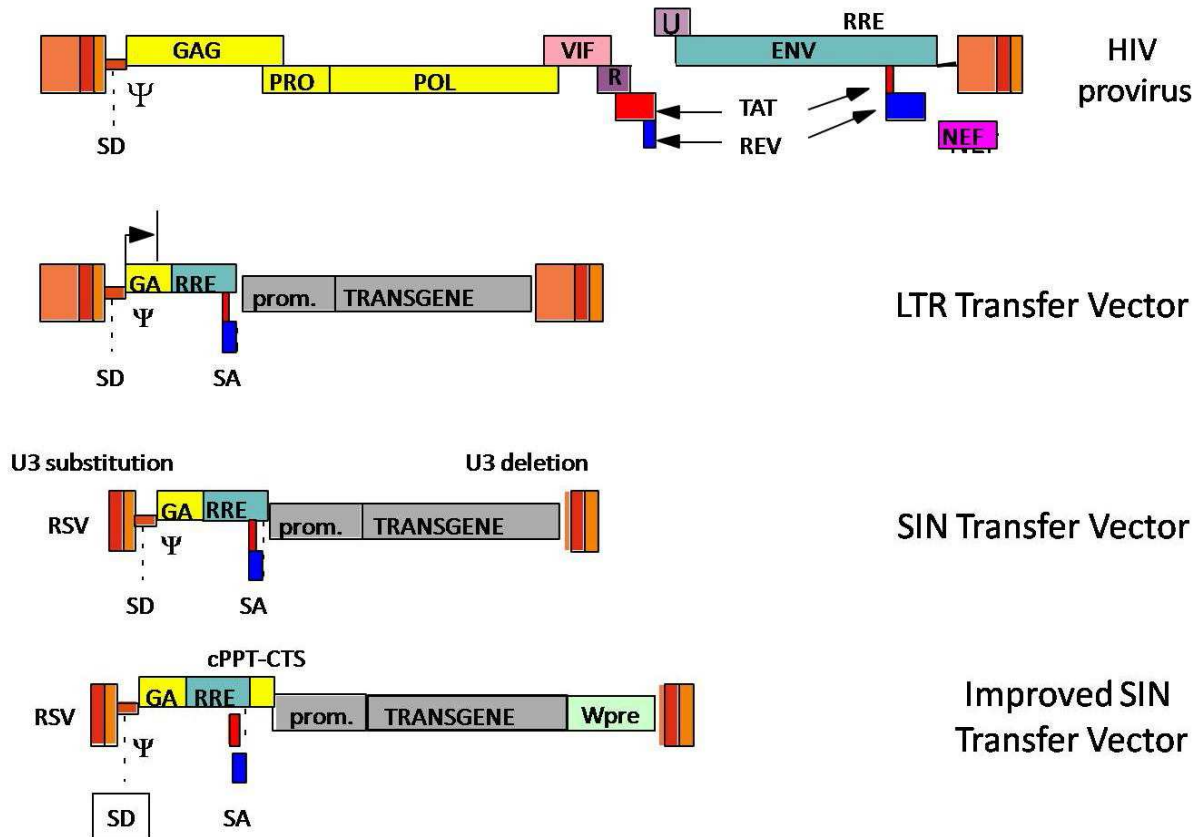 U
RRE
GAG
VIF
ENV
HIV
provirus
PRO
POL
R
Ψ
TAT
SD
REV
NEF
GA
RRE
prom.
TRANSGENE
LTR Transfer Vector
Ψ
SD
SA
U3 substitution
U3 deletion
RSV
GA
RRE
prom.
TRANSGENE
SIN Transfer Vector
Ψ
SD
SA
cPPT-CTS
RSV
GA
RRE
prom.
TRANSGENE
Wpre
Improved SIN
Transfer Vector
Ψ
SD
SA